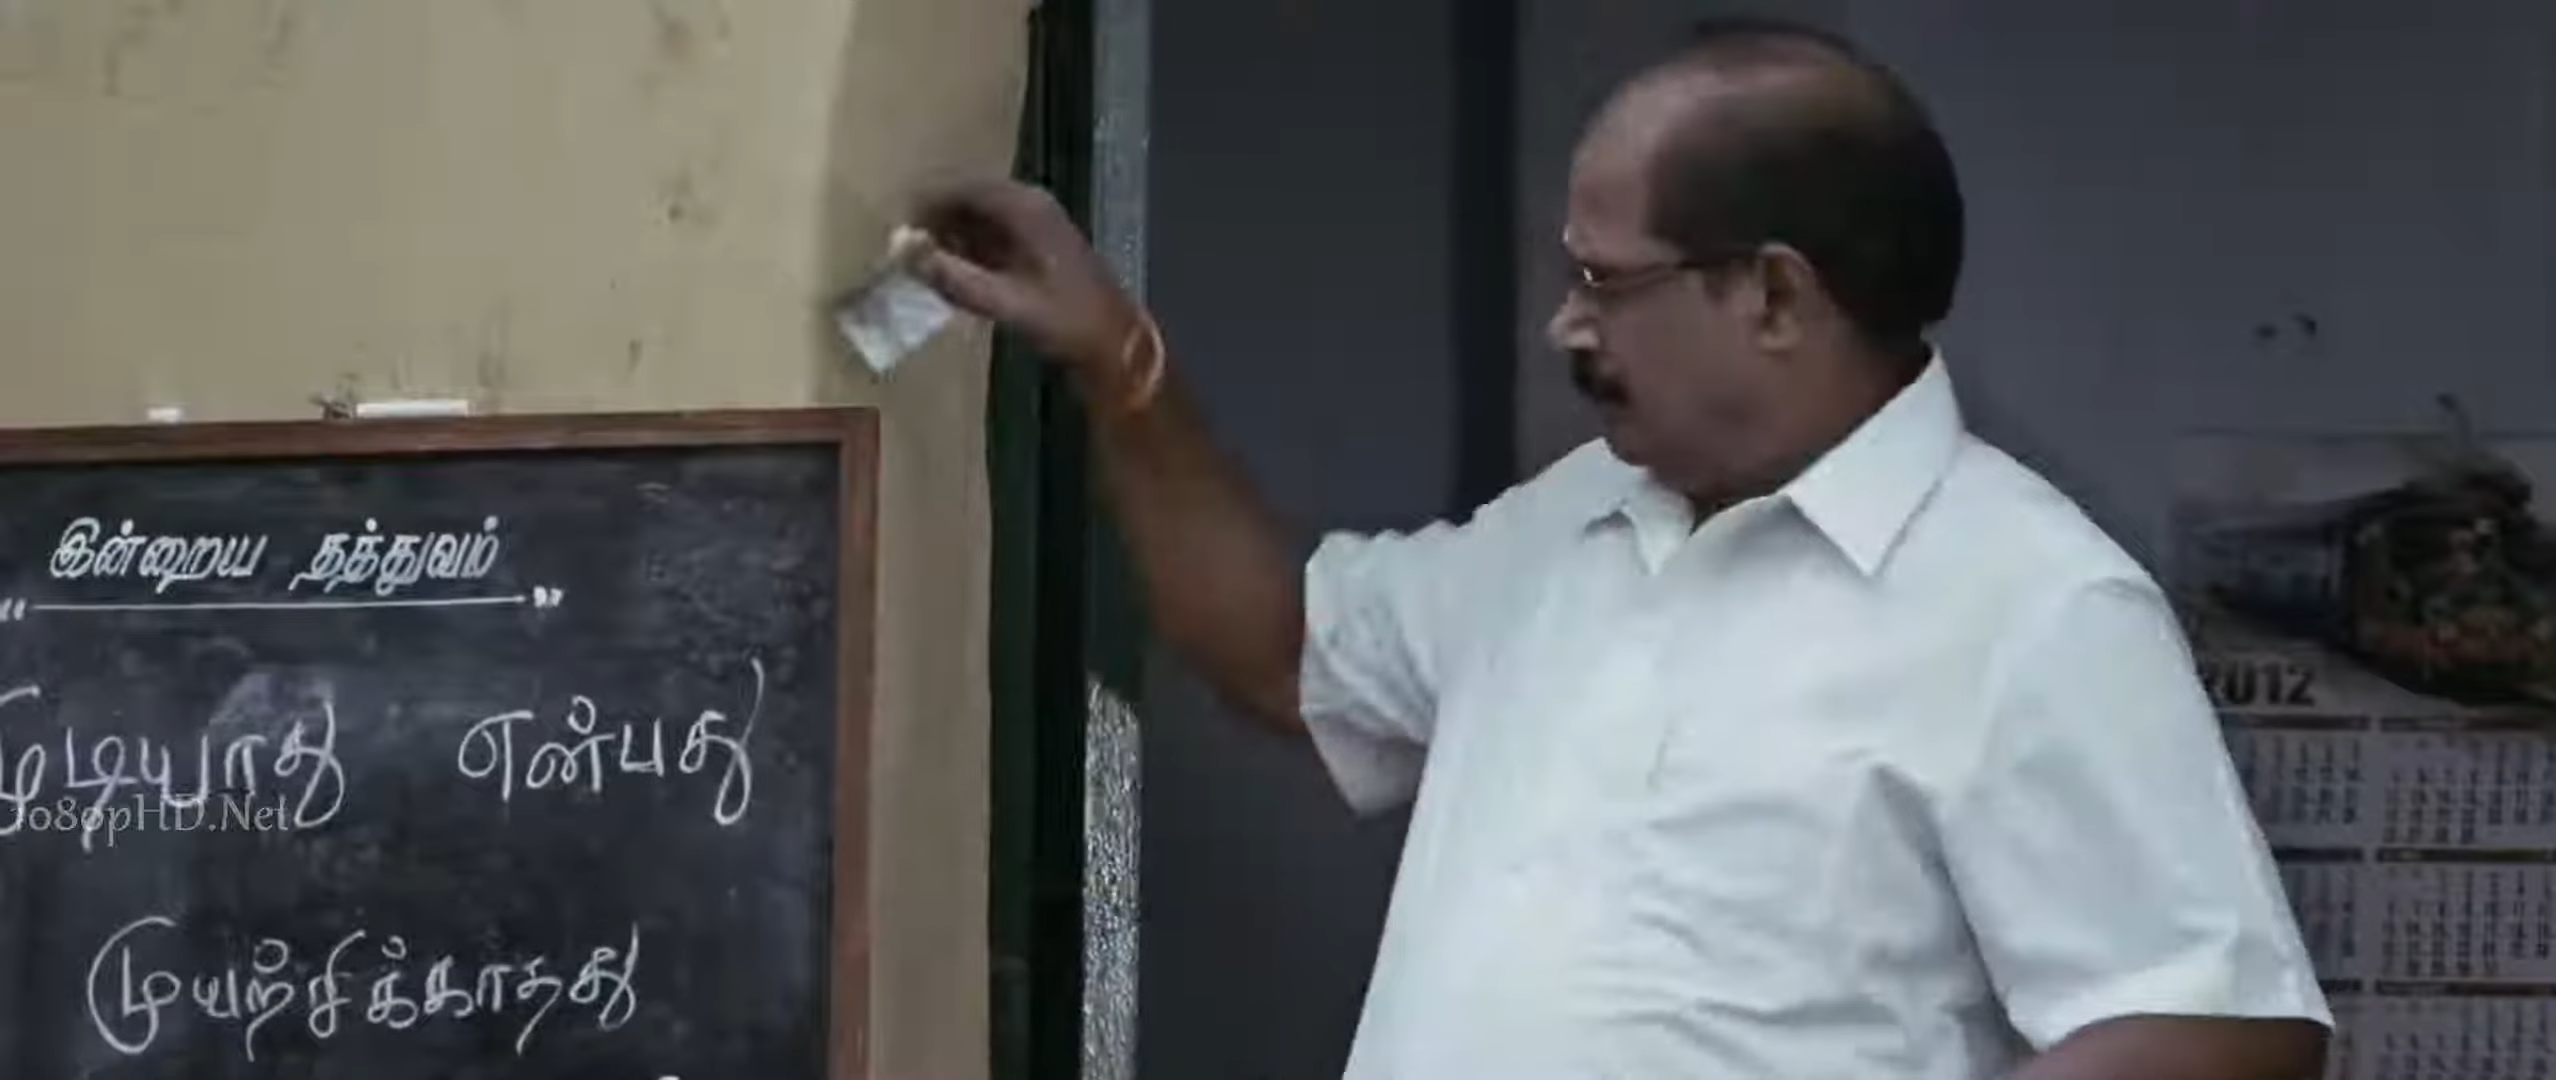 இன்றைய தத்துவம்
முடியாது என்பது
முயற்சிக்காதது
1080pHD.Net
2012